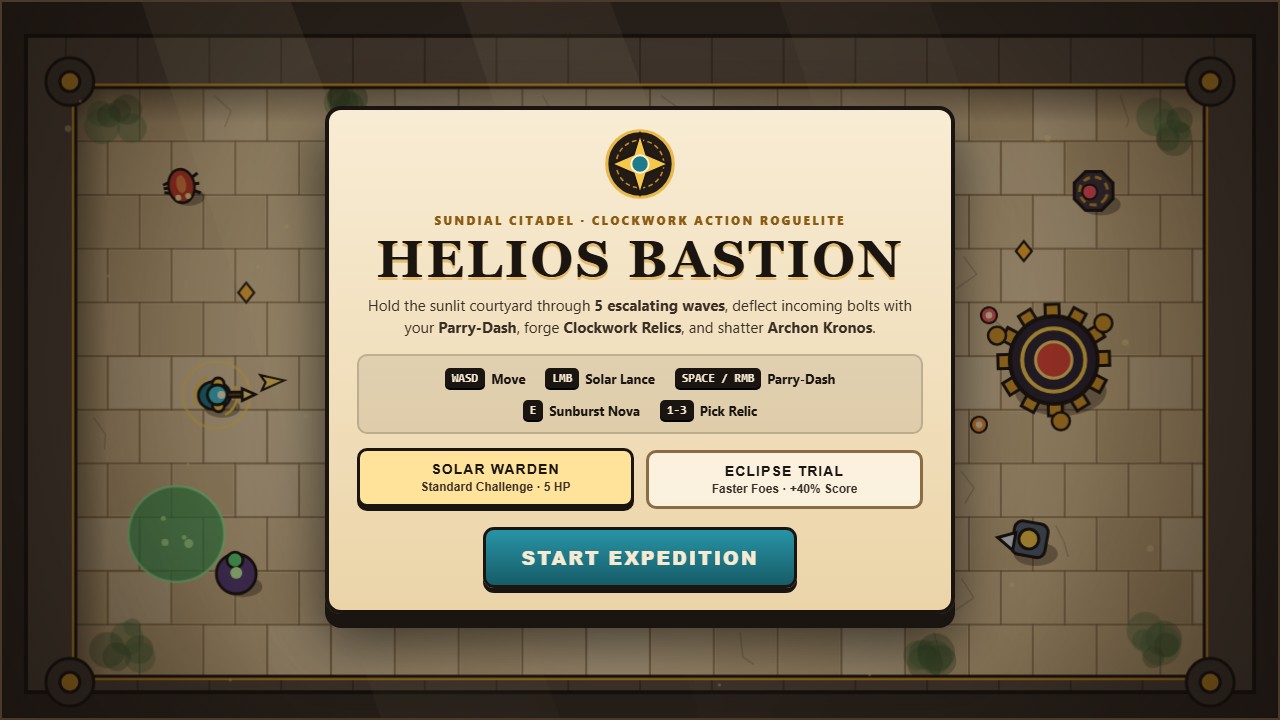 SUNDIAL CITADEL · CLOCKWORK ACTION ROGUELITE
HELIOS BASTION
Hold the sunlit courtyard through 5 escalating waves, deflect incoming bolts with
your Parry-Dash, forge Clockwork Relics, and shatter Archon Kronos.
WASD Move LMB Solar Lance SPACE / RMB Parry-Dash
E Sunburst Nova 1-3 Pick Relic
SOLAR WARDEN
Standard Challenge · 5 HP
ECLIPSE TRIAL
Faster Foes · +40% Score
START EXPEDITION